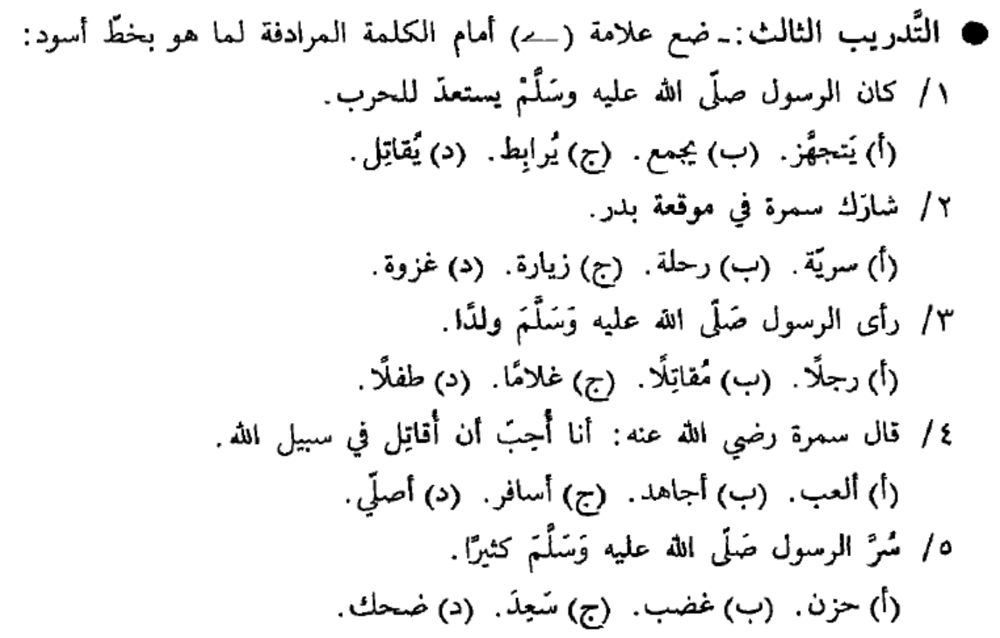 ● التَّدريب الثالث:ـ ضع علامة (ــے) أمام الكلمة المرادفة لما هو بخطّ أسود:
١/ كان الرسول صلّى الله عليه وسَلَّمْ يستعدّ للحرب.
(أ) يَتجهَّز. (ب) يجمع. (ج) يُرابِط. (د) يُقاتِل.
٢/ شارَك سمرة في موقعة بدر.
(أ) سريّة. (ب) رحلة. (ج) زيارة. (د) غزوة.
٣/ رأى الرسول صَلّى الله عليه وَسَلَّمَ ولدًا.
(أ) رجلًا. (ب) مُقاتِلًا. (ج) غلامًا. (د) طفلًا.
٤/ قال سمرة رضي الله عنه: أنا أُحِبّ أن أُقاتِل في سبيل الله.
(أ) ألعب. (ب) أجاهد. (ج) أسافر. (د) أصلّي.
٥/ سُرَّ الرسول صَلّى الله عليه وَسَلَّمَ كثيرًا.
(أ) حزن. (ب) غضب. (ج) سَعِدَ. (د) ضحك.